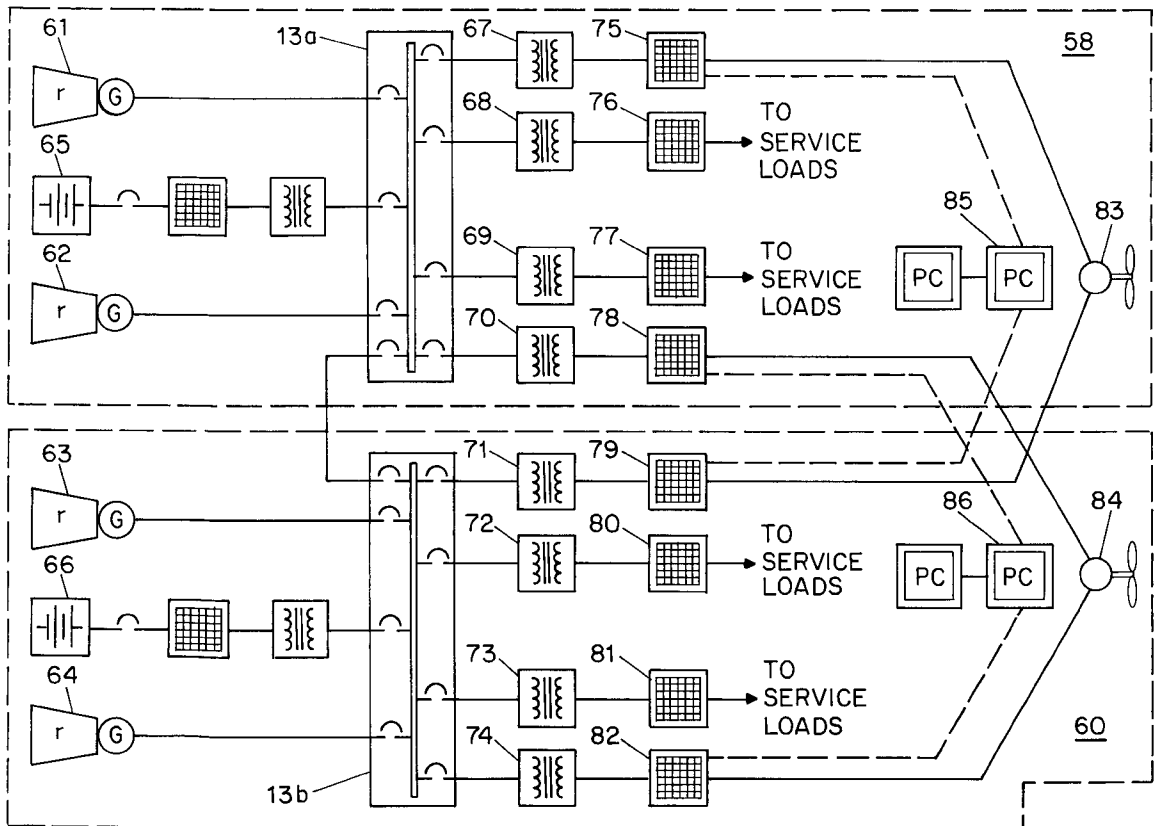 61
13a
67
75
58
r
G
68
76
TO
SERVICE
LOADS
65
85
83
62
69
77
TO
SERVICE
LOADS
PC
PC
r
G
70
78
63
71
79
r
G
72
80
86
84
66
TO
SERVICE
LOADS
PC
PC
64
73
81
TO
SERVICE
LOADS
r
G
74
82
60
13b